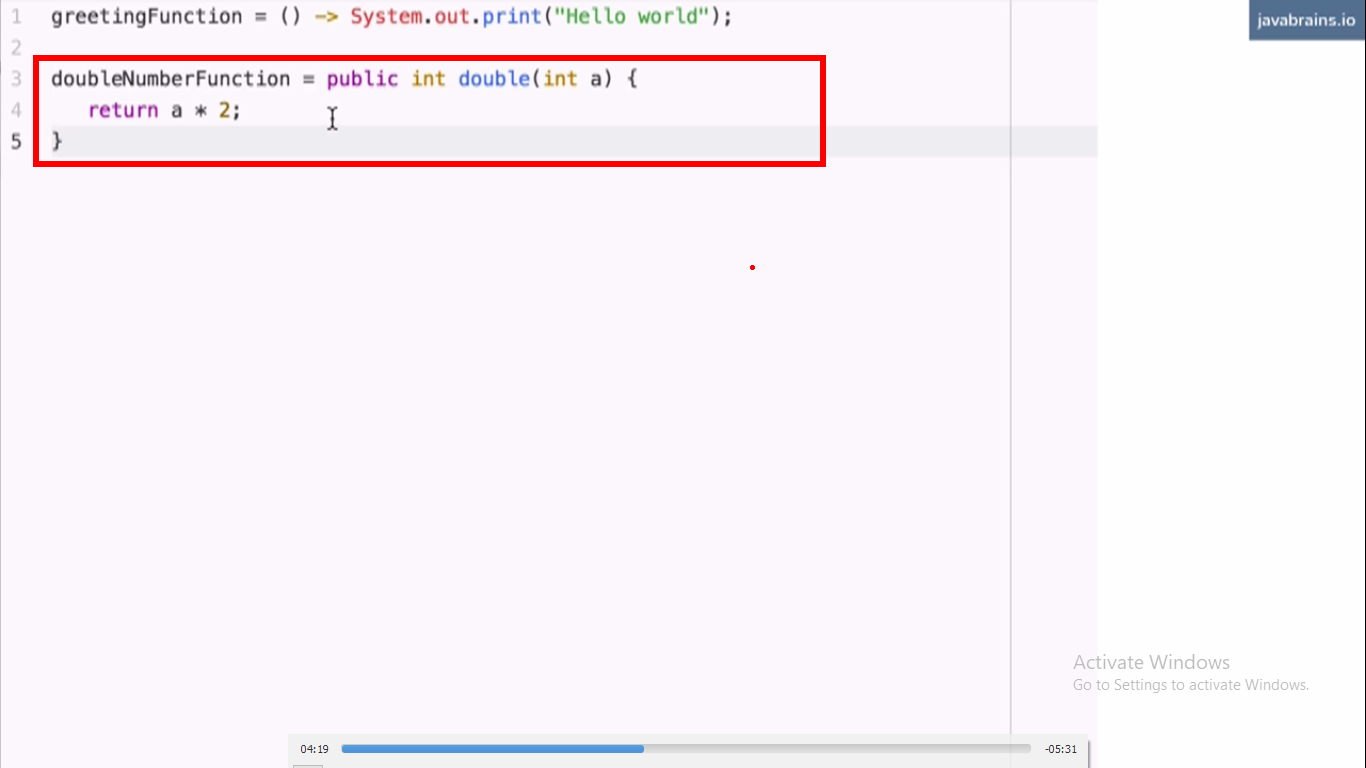 1 greetingFunction = () -> System.out.print("Hello world");
javabrains.io
2
3 doubleNumberFunction = public int double(int a) {
4 return a * 2;
5 }
Activate Windows
Go to Settings to activate Windows.
04:19 -05:31